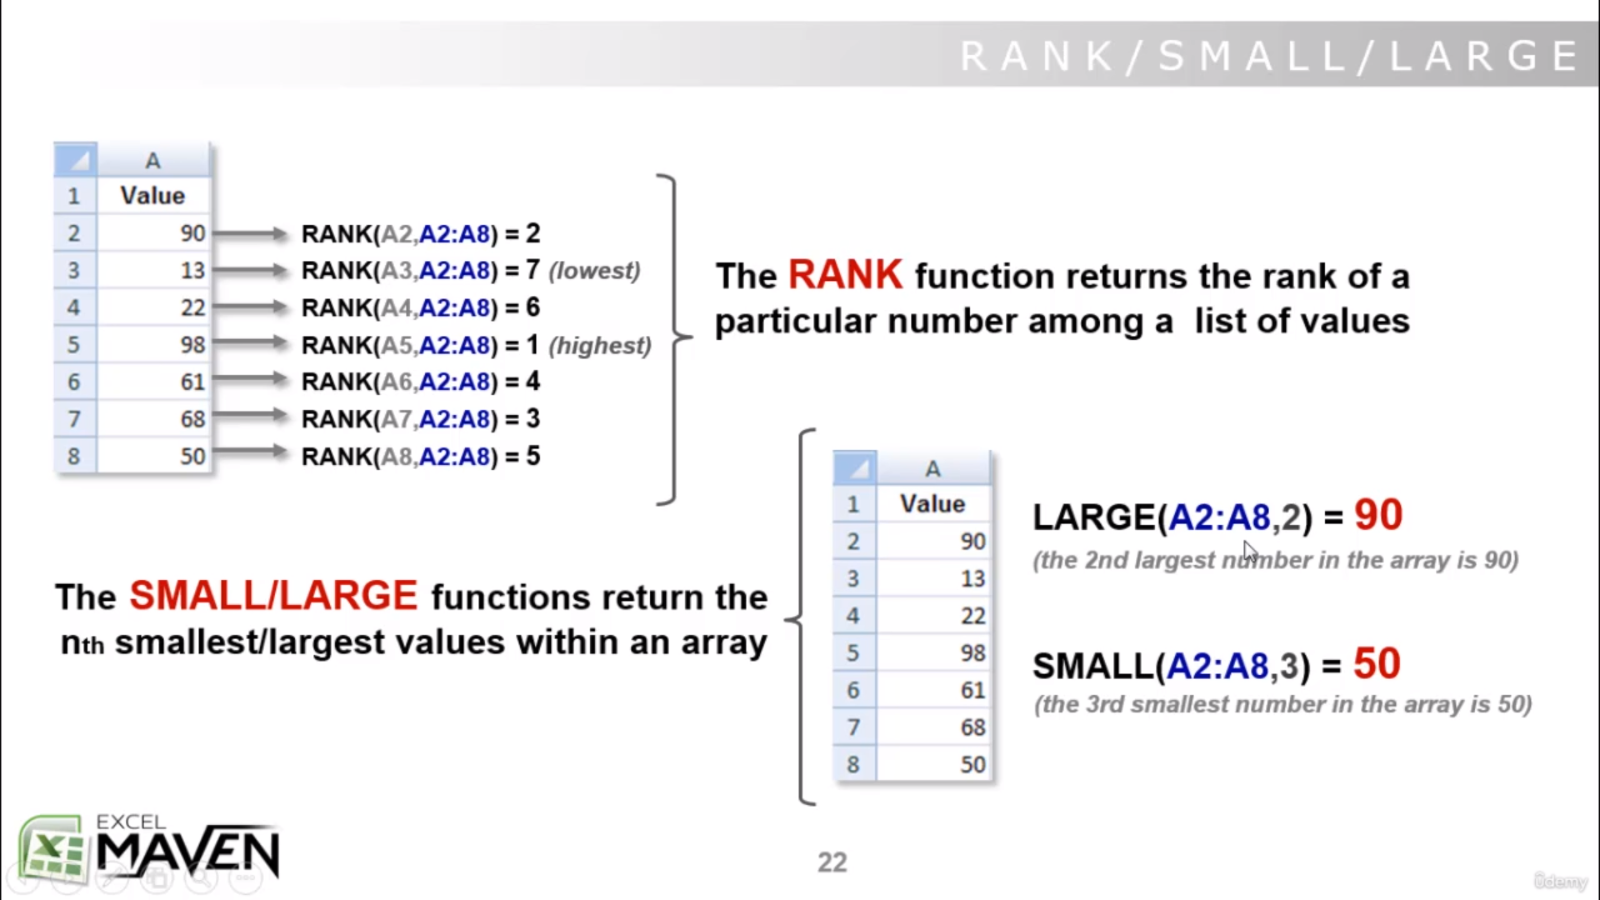 RANK/SMALL/LARGE
A
1 Value
2 90 RANK(A2,A2:A8) = 2
3 13 RANK(A3,A2:A8) = 7 (lowest)
4 22 RANK(A4,A2:A8) = 6
5 98 RANK(A5,A2:A8) = 1 (highest)
6 61 RANK(A6,A2:A8) = 4
7 68 RANK(A7,A2:A8) = 3
8 50 RANK(A8,A2:A8) = 5
The RANK function returns the rank of a
particular number among a list of values
The SMALL/LARGE functions return the
nth smallest/largest values within an array
A
1 Value
2 90
3 13
4 22
5 98
6 61
7 68
8 50
LARGE(A2:A8,2) = 90
(the 2nd largest number in the array is 90)
SMALL(A2:A8,3) = 50
(the 3rd smallest number in the array is 50)
EXCEL
MAVEN
22
ûdemy